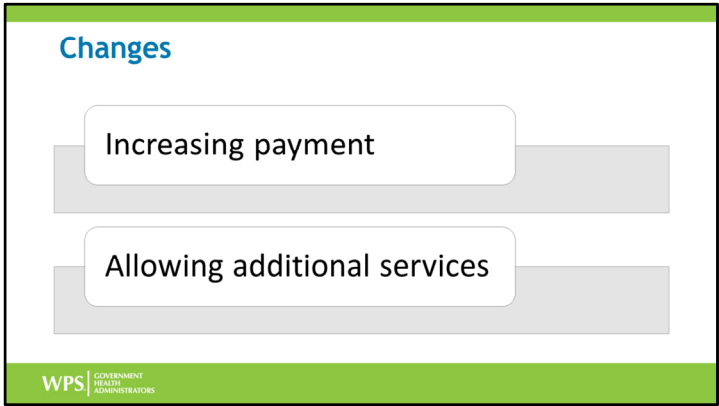 Changes
Increasing payment
Allowing additional services
WPS
GOVERNMENT
HEALTH
ADMINISTRATORS